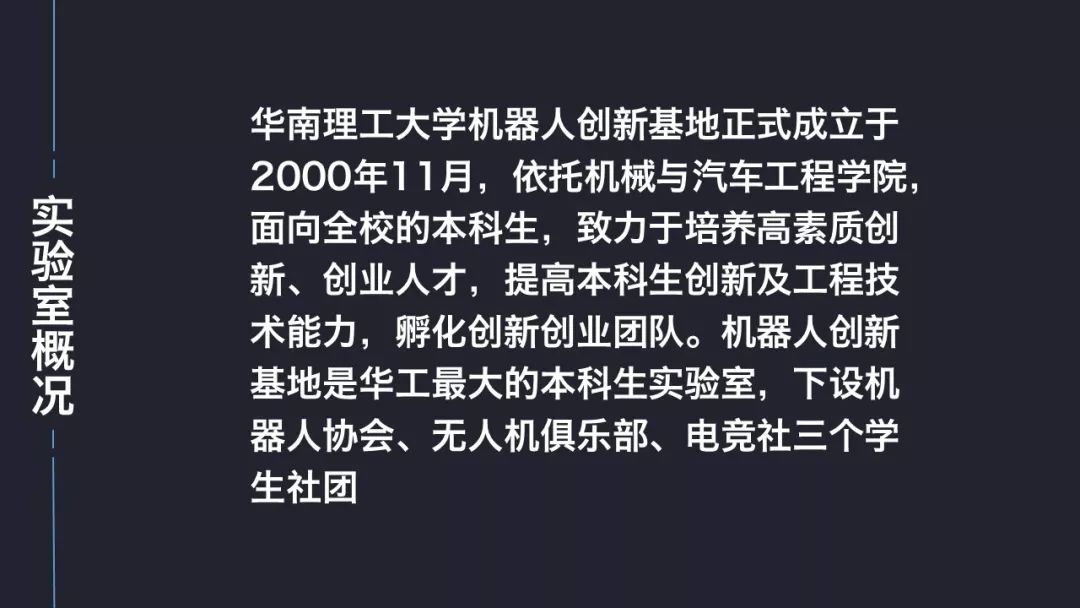 实验室概况
华南理工大学机器人创新基地正式成立于
2000年11月，依托机械与汽车工程学院，
面向全校的本科生，致力于培养高素质创
新、创业人才，提高本科生创新及工程技
术能力，孵化创新创业团队。机器人创新
基地是华工最大的本科生实验室，下设机
器人协会、无人机俱乐部、电竞社三个学
生社团